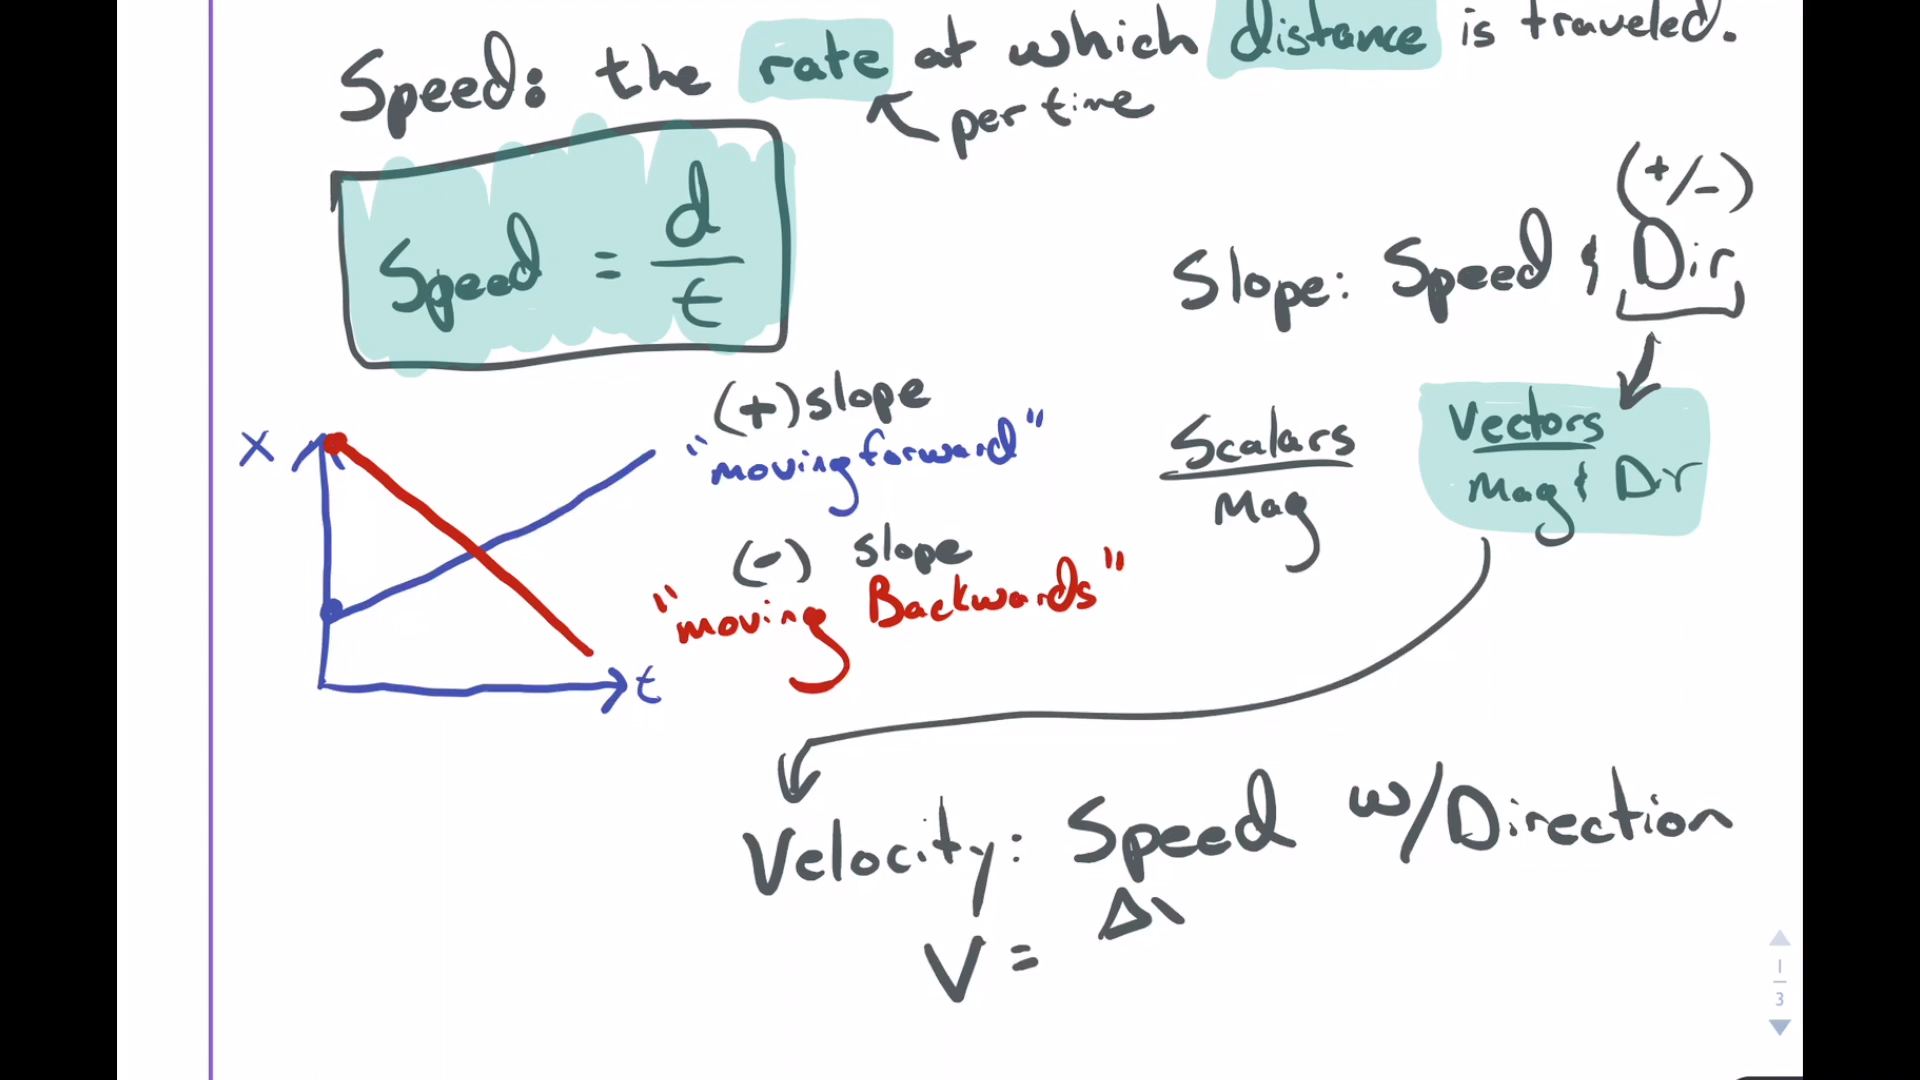 Speed: the rate at which distance is traveled.
per time
Speed = d/t
(+/-)
Slope: Speed & Dir
(+) slope
"moving forward"
Scalars
Mag
Vectors
Mag & Dir
(-) slope
"moving Backwards"
X
t
Velocity: Speed w/ Direction
V = Δ
1
3